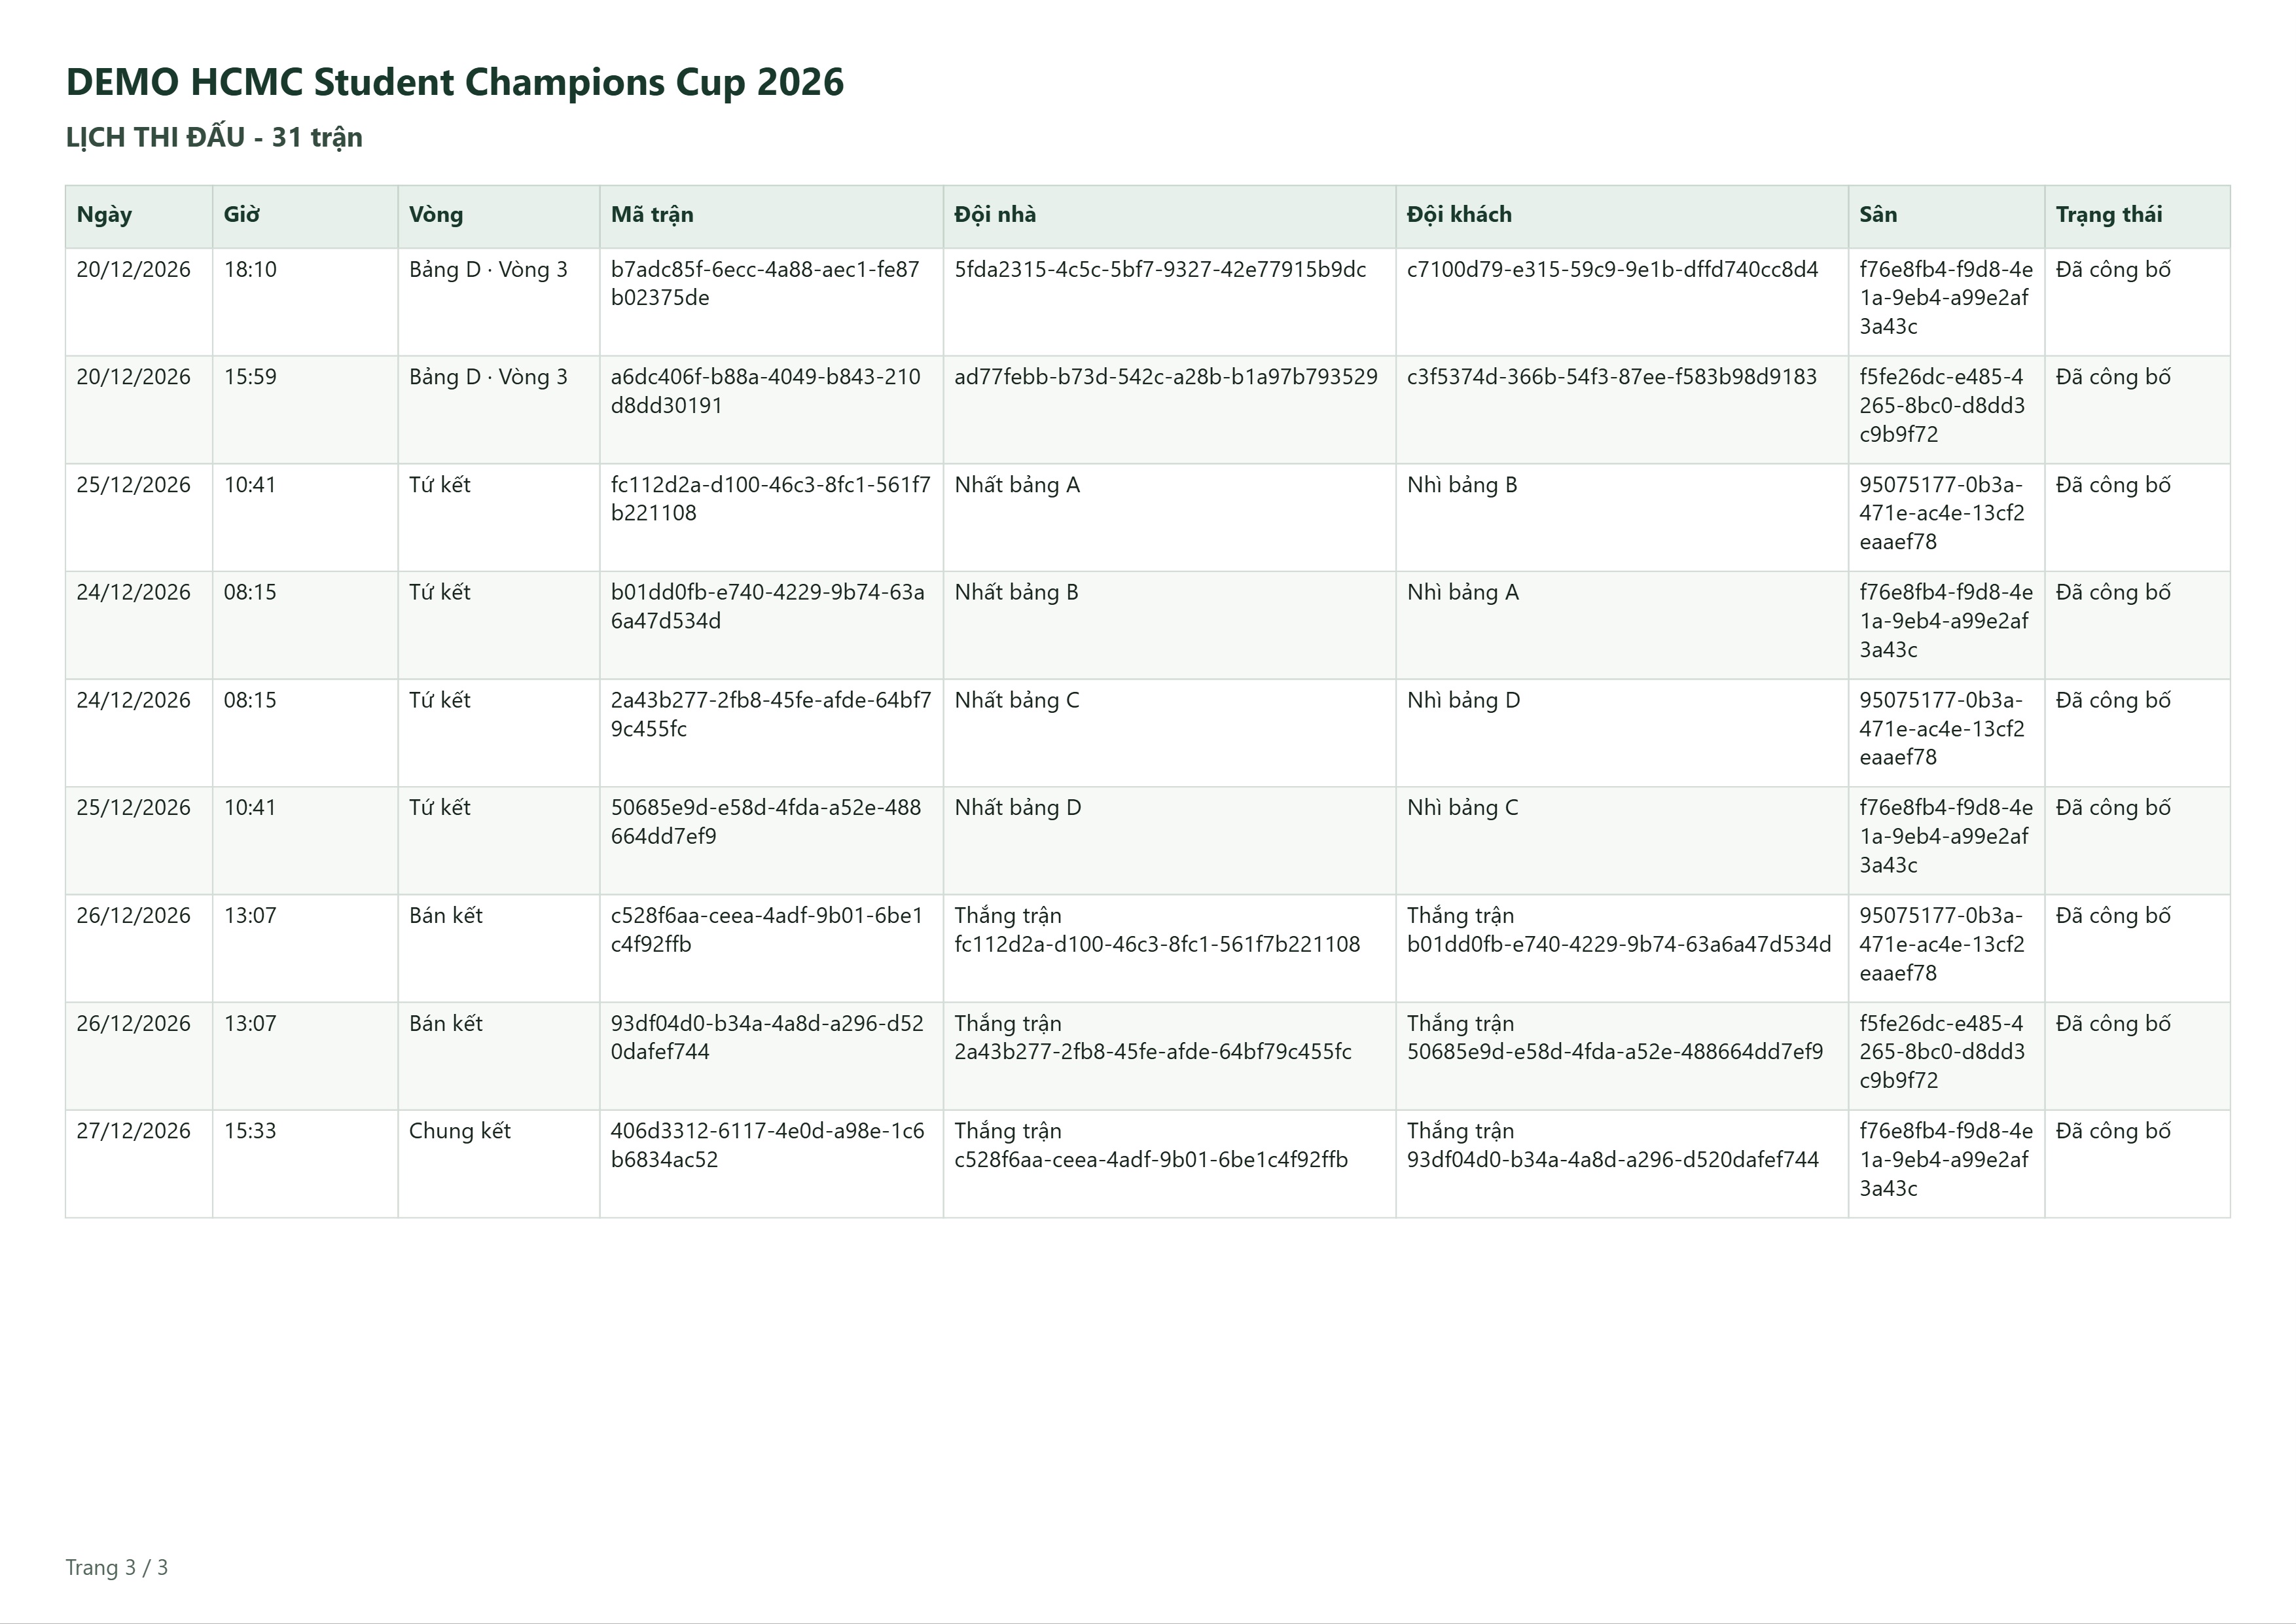 DEMO HCMC Student Champions Cup 2026
LỊCH THI ĐẤU - 31 trận
Ngày Giờ Vòng Mã trận Đội nhà Đội khách Sân Trạng thái
20/12/2026 18:10 Bảng D · Vòng 3 b7adc85f-6ecc-4a88-aec1-fe87 5fda2315-4c5c-5bf7-9327-42e77915b9dc c7100d79-e315-59c9-9e1b-dffd740cc8d4 f76e8fb4-f9d8-4e Đã công bố
b02375de 1a-9eb4-a99e2af
3a43c
20/12/2026 15:59 Bảng D · Vòng 3 a6dc406f-b88a-4049-b843-210 ad77febb-b73d-542c-a28b-b1a97b793529 c3f5374d-366b-54f3-87ee-f583b98d9183 f5fe26dc-e485-4 Đã công bố
d8dd30191 265-8bc0-d8dd3
c9b9f72
25/12/2026 10:41 Tứ kết fc112d2a-d100-46c3-8fc1-561f7 Nhất bảng A Nhì bảng B 95075177-0b3a- Đã công bố
b221108 471e-ac4e-13cf2
eaaef78
24/12/2026 08:15 Tứ kết b01dd0fb-e740-4229-9b74-63a Nhất bảng B Nhì bảng A f76e8fb4-f9d8-4e Đã công bố
6a47d534d 1a-9eb4-a99e2af
3a43c
24/12/2026 08:15 Tứ kết 2a43b277-2fb8-45fe-afde-64bf7 Nhất bảng C Nhì bảng D 95075177-0b3a- Đã công bố
9c455fc 471e-ac4e-13cf2
eaaef78
25/12/2026 10:41 Tứ kết 50685e9d-e58d-4fda-a52e-488 Nhất bảng D Nhì bảng C f76e8fb4-f9d8-4e Đã công bố
664dd7ef9 1a-9eb4-a99e2af
3a43c
26/12/2026 13:07 Bán kết c528f6aa-ceea-4adf-9b01-6be1 Thắng trận Thắng trận 95075177-0b3a- Đã công bố
c4f92ffb fc112d2a-d100-46c3-8fc1-561f7b221108 b01dd0fb-e740-4229-9b74-63a6a47d534d 471e-ac4e-13cf2
eaaef78
26/12/2026 13:07 Bán kết 93df04d0-b34a-4a8d-a296-d52 Thắng trận Thắng trận f5fe26dc-e485-4 Đã công bố
0dafef744 2a43b277-2fb8-45fe-afde-64bf79c455fc 50685e9d-e58d-4fda-a52e-488664dd7ef9 265-8bc0-d8dd3
c9b9f72
27/12/2026 15:33 Chung kết 406d3312-6117-4e0d-a98e-1c6 Thắng trận Thắng trận f76e8fb4-f9d8-4e Đã công bố
b6834ac52 c528f6aa-ceea-4adf-9b01-6be1c4f92ffb 93df04d0-b34a-4a8d-a296-d520dafef744 1a-9eb4-a99e2af
3a43c
Trang 3 / 3